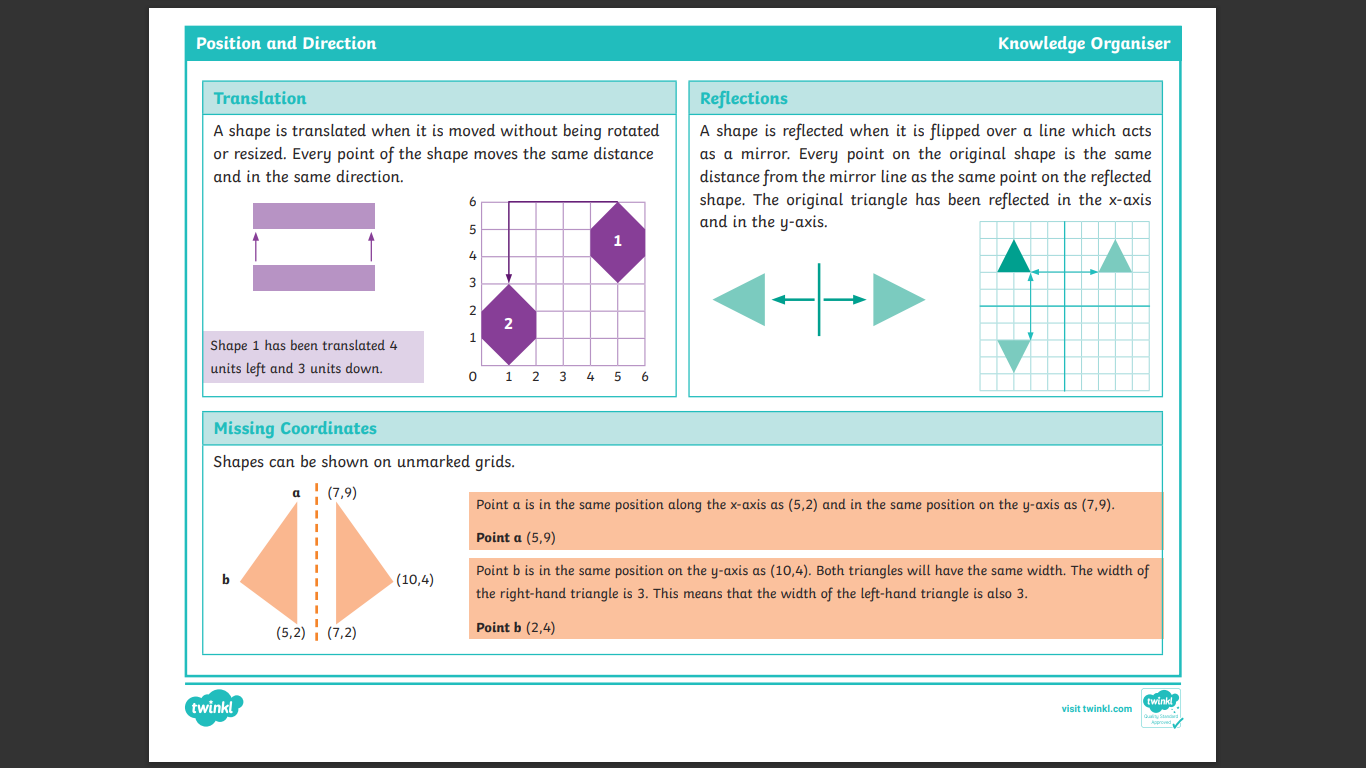 Position and Direction
Knowledge Organiser
Translation
A shape is translated when it is moved without being rotated
or resized. Every point of the shape moves the same distance
and in the same direction.
6
5
4
3
2
1
0 1 2 3 4 5 6
1
2
Shape 1 has been translated 4
units left and 3 units down.
Reflections
A shape is reflected when it is flipped over a line which acts
as a mirror. Every point on the original shape is the same
distance from the mirror line as the same point on the reflected
shape. The original triangle has been reflected in the x-axis
and in the y-axis.
Missing Coordinates
Shapes can be shown on unmarked grids.
a (7,9)
b (10,4)
(5,2) (7,2)
Point a is in the same position along the x-axis as (5,2) and in the same position on the y-axis as (7,9).
Point a (5,9)
Point b is in the same position on the y-axis as (10,4). Both triangles will have the same width. The width of
the right-hand triangle is 3. This means that the width of the left-hand triangle is also 3.
Point b (2,4)
twinkl
visit twinkl.com
twinkl
Quality Standard
Approved